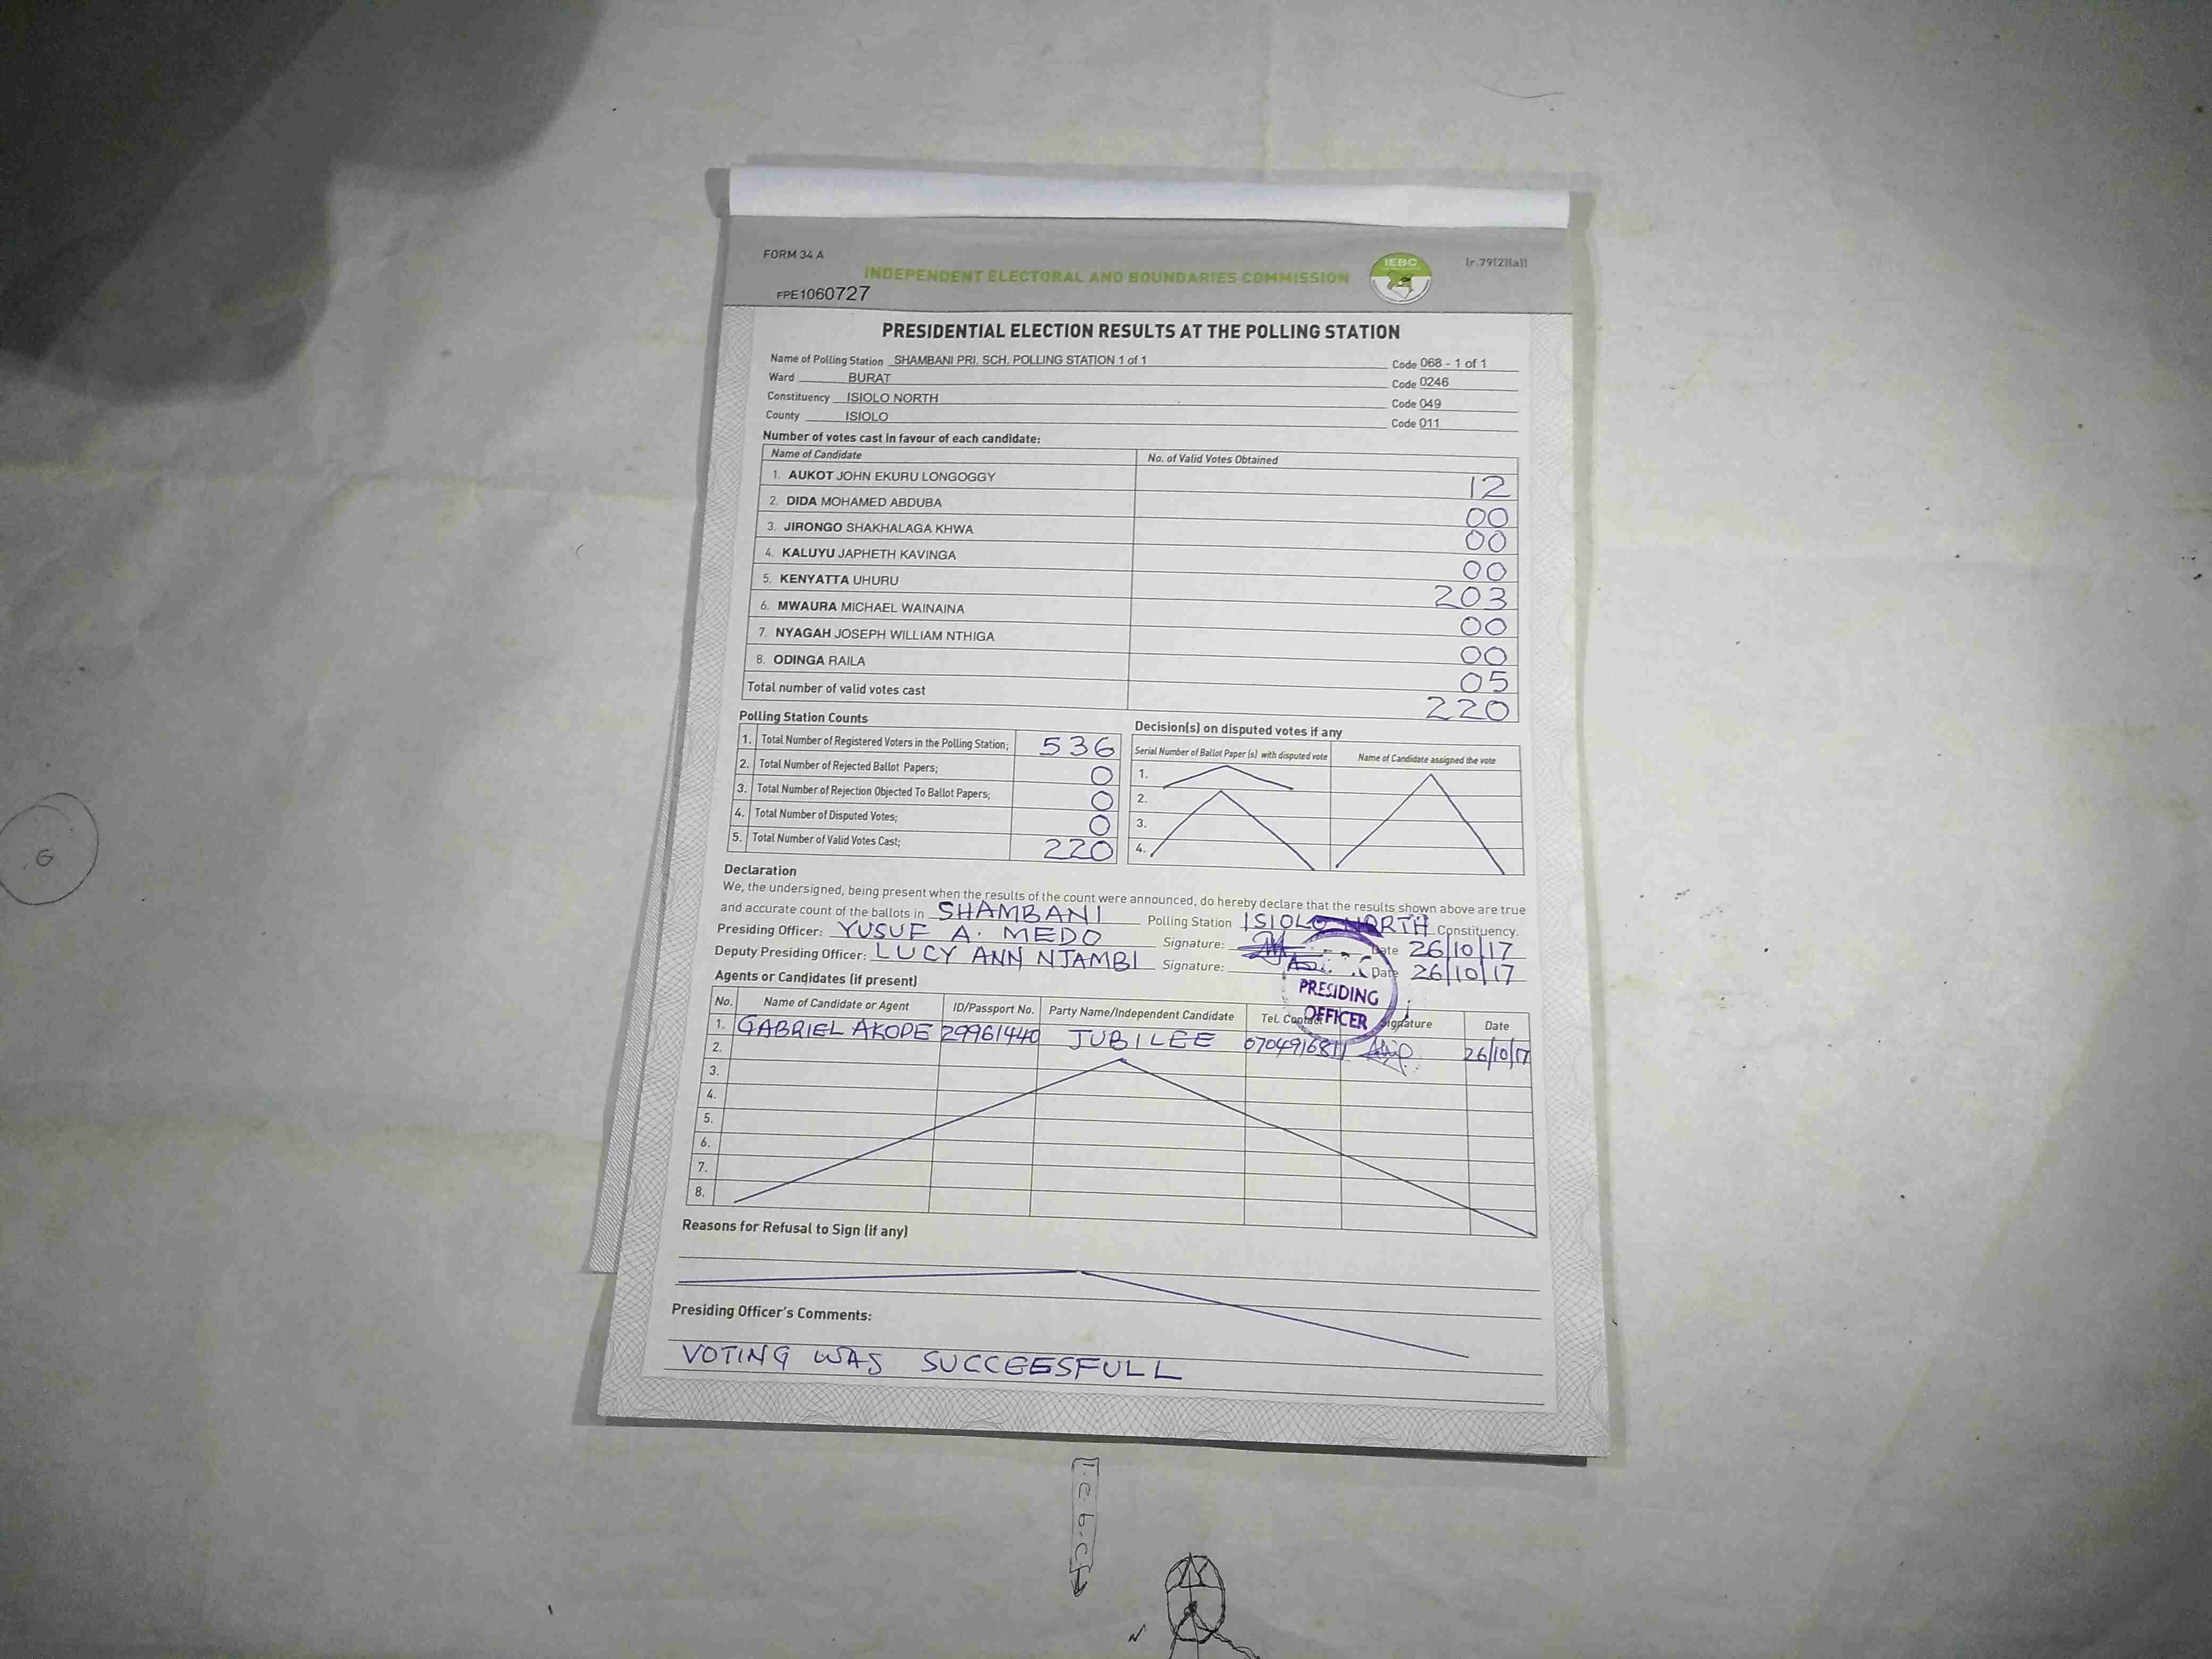 FORM 34 A
INDEPENDENT ELECTORAL AND BOUNDARIES COMMISSION
IEBC
(r.79(2)(a))
FPE1060727
PRESIDENTIAL ELECTION RESULTS AT THE POLLING STATION
Name of Polling Station SHAMBANI PRI. SCH. POLLING STATION 1 of 1 Code 068 - 1 of 1
Ward BURAT Code 0246
Constituency ISIOLO NORTH Code 049
County ISIOLO Code 011
Number of votes cast in favour of each candidate:
Name of Candidate No. of Valid Votes Obtained
1. AUKOT JOHN EKURU LONGOGGY 12
2. DIDA MOHAMED ABDUBA 00
3. JIRONGO SHAKHALAGA KHWA 00
4. KALUYU JAPHETH KAVINGA 00
5. KENYATTA UHURU 203
6. MWAURA MICHAEL WAINAINA 00
7. NYAGAH JOSEPH WILLIAM NTHIGA 00
8. ODINGA RAILA 05
Total number of valid votes cast 220
Polling Station Counts
1. Total Number of Registered Voters in the Polling Station; 536
2. Total Number of Rejected Ballot Papers; 0
3. Total Number of Rejection Objected To Ballot Papers; 0
4. Total Number of Disputed Votes; 0
5. Total Number of Valid Votes Cast; 220
Decision(s) on disputed votes if any
Serial Number of Ballot Paper (s) with disputed vote Name of Candidate assigned the vote
1.
2.
3.
4.
Declaration
We, the undersigned, being present when the results of the count were announced, do hereby declare that the results shown above are true
and accurate count of the ballots in SHAMBANI Polling Station ISIOLO NORTH Constituency.
Presiding Officer: YUSUF A. MEDO Signature: Date 26/10/17
Deputy Presiding Officer: LUCY ANN NJAMBI Signature: Date 26/10/17
PRESIDING
OFFICER
Agents or Candidates (if present)
No. Name of Candidate or Agent ID/Passport No. Party Name/Independent Candidate Tel. Contact Signature Date
1. GABRIEL AKOPE 29961440 JUBILEE 0704916811 26/10/17
2.
3.
4.
5.
6.
7.
8.
Reasons for Refusal to Sign (if any)
Presiding Officer's Comments:
VOTING WAS SUCCEESFULL
I.e.b.c
G